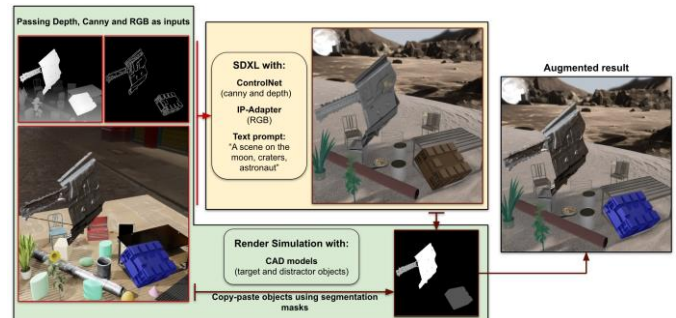 Passing Depth, Canny and RGB as inputs
SDXL with:
ControlNet
(canny and depth)
IP-Adapter
(RGB)
Text prompt:
"A scene on the
moon, craters,
astronaut"
Augmented result
Render Simulation with:
CAD models
(target and distractor objects)
Copy-paste objects using segmentation
masks